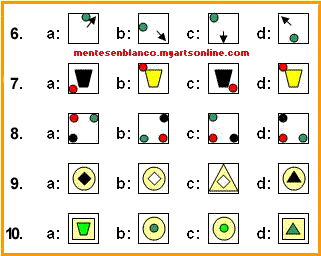 6. a: b: c: d:
mentesenblanco.mgartsonline.com
7. a: b: c: d:
8. a: b: c: d:
9. a: b: c: d:
10. a: b: c: d: